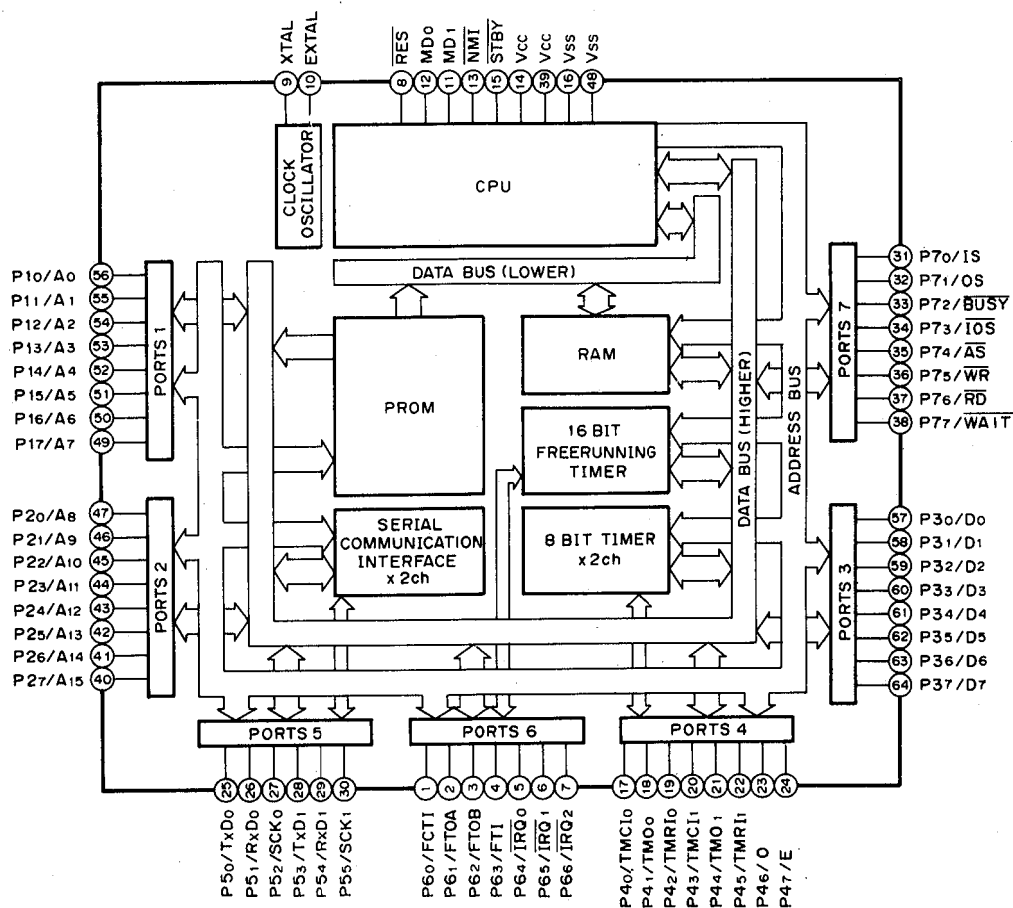 XTAL
EXTAL
RES
MD0
MD1
NMI
STBY
Vcc
Vcc
Vss
Vss
9
10
8
12
11
13
15
14
39
16
48
CLOCK
OSCILLATOR
CPU
DATA BUS (LOWER)
PROM
RAM
16 BIT
FREERUNNING
TIMER
SERIAL
COMMUNICATION
INTERFACE
x 2ch
8 BIT TIMER
x 2ch
DATA BUS (HIGHER)
ADDRESS BUS
P10/A0 56
P11/A1 55
P12/A2 54
P13/A3 53
P14/A4 52
P15/A5 51
P16/A6 50
P17/A7 49
PORTS 1
P20/A8 47
P21/A9 46
P22/A10 45
P23/A11 44
P24/A12 43
P25/A13 42
P26/A14 41
P27/A15 40
PORTS 2
PORTS 7
31 P70/IS
32 P71/OS
33 P72/BUSY
34 P73/IOS
35 P74/AS
36 P75/WR
37 P76/RD
38 P77/WAIT
PORTS 3
57 P30/D0
58 P31/D1
59 P32/D2
60 P33/D3
61 P34/D4
62 P35/D5
63 P36/D6
64 P37/D7
PORTS 5
25 P50/TxD0
26 P51/RxD0
27 P52/SCK0
28 P53/TxD1
29 P54/RxD1
30 P55/SCK1
PORTS 6
1 P60/FCTI
2 P61/FTOA
3 P62/FTOB
4 P63/FTI
5 P64/IRQ0
6 P65/IRQ1
7 P66/IRQ2
PORTS 4
17 P40/TMCI0
18 P41/TMO0
19 P42/TMRI0
20 P43/TMCI1
21 P44/TMO1
22 P45/TMRI1
23 P46/O
24 P47/E